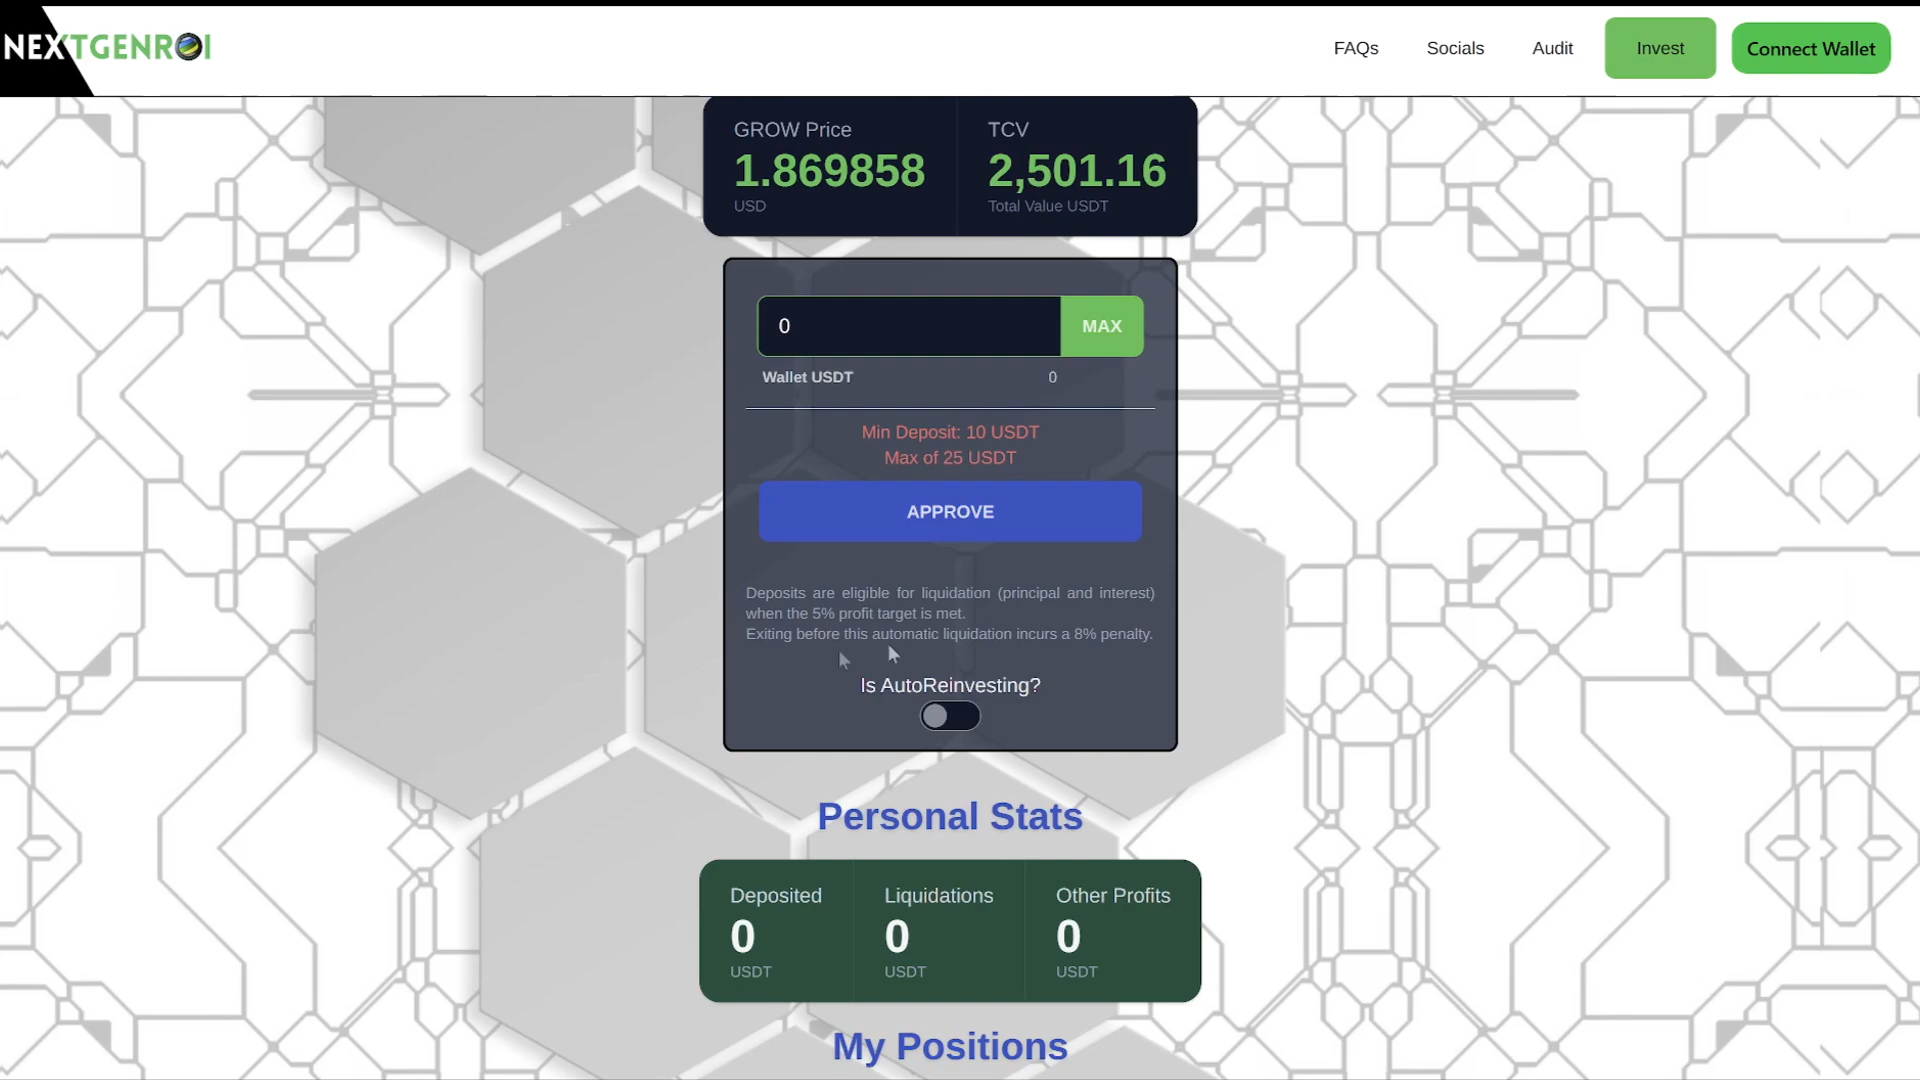 NEXTGENROI
FAQs
Socials
Audit
Invest
Connect Wallet
GROW Price
1.869858
USD
TCV
2,501.16
Total Value USDT
0
MAX
Wallet USDT
0
Min Deposit: 10 USDT
Max of 25 USDT
APPROVE
Deposits are eligible for liquidation (principal and interest)
when the 5% profit target is met.
Exiting before this automatic liquidation incurs a 8% penalty.
Is AutoReinvesting?
Personal Stats
Deposited
0
USDT
Liquidations
0
USDT
Other Profits
0
USDT
My Positions